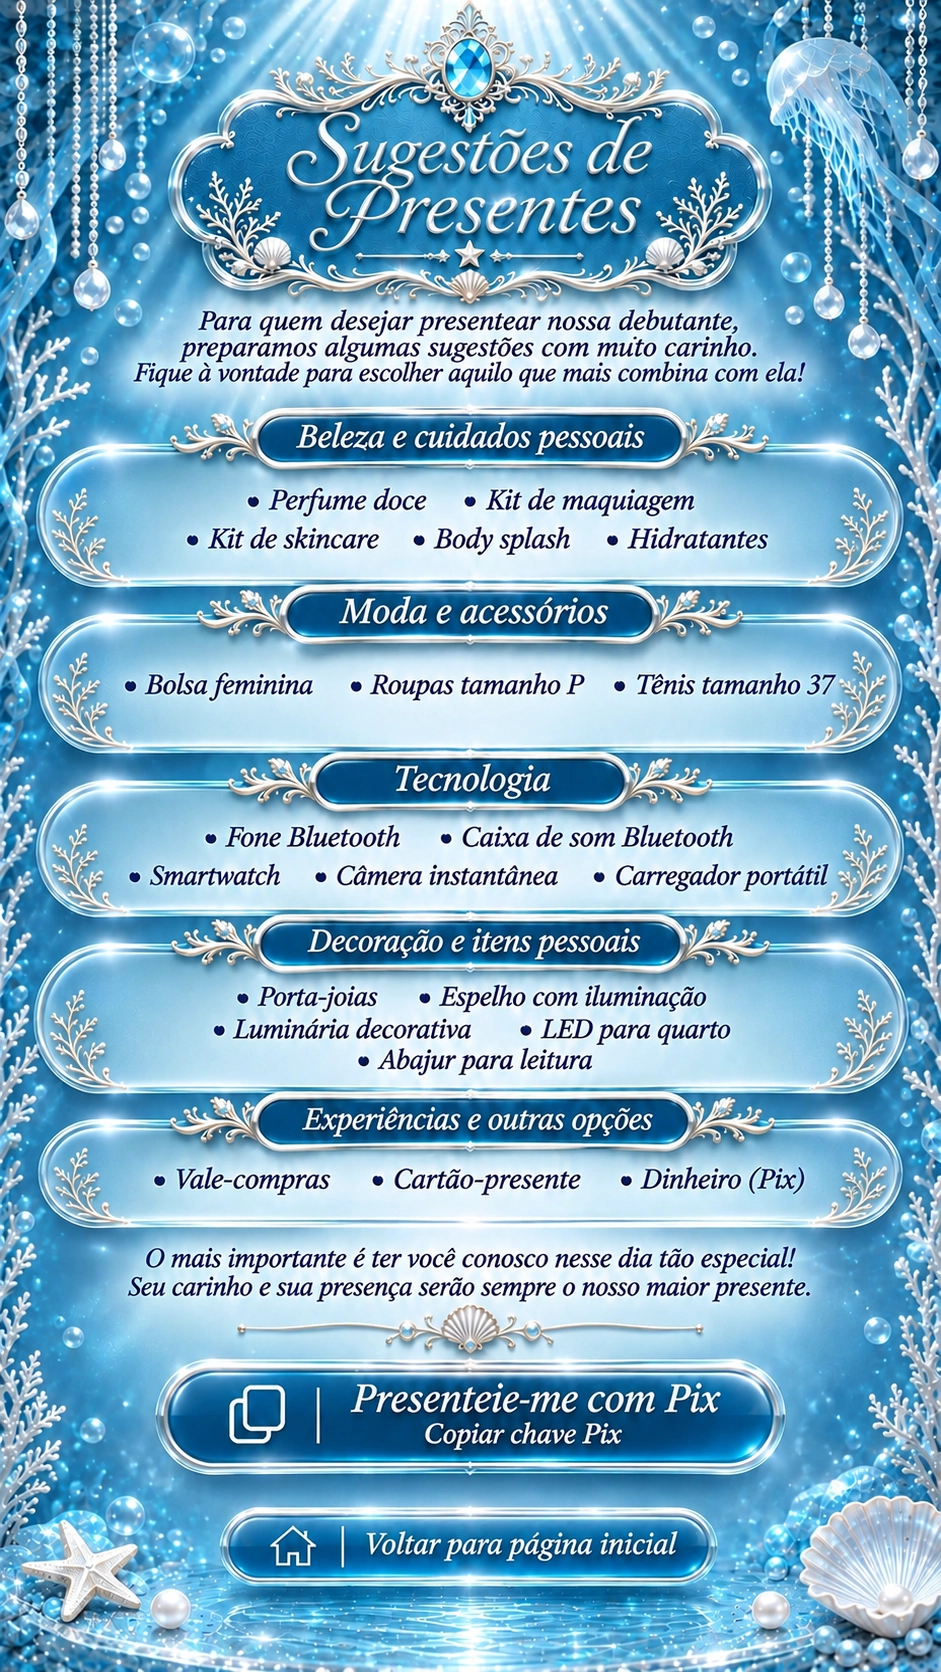 Sugestões de
Presentes
Para quem desejar presentear nossa debutante,
preparamos algumas sugestões com muito carinho.
Fique à vontade para escolher aquilo que mais combina com ela!
Beleza e cuidados pessoais
• Perfume doce • Kit de maquiagem
• Kit de skincare • Body splash • Hidratantes
Moda e acessórios
• Bolsa feminina • Roupas tamanho P • Tênis tamanho 37
Tecnologia
• Fone Bluetooth • Caixa de som Bluetooth
• Smartwatch • Câmera instantânea • Carregador portátil
Decoração e itens pessoais
• Porta-joias • Espelho com iluminação
• Luminária decorativa • LED para quarto
• Abajur para leitura
Experiências e outras opções
• Vale-compras • Cartão-presente • Dinheiro (Pix)
O mais importante é ter você conosco nesse dia tão especial!
Seu carinho e sua presença serão sempre o nosso maior presente.
Presenteie-me com Pix
Copiar chave Pix
Voltar para página inicial